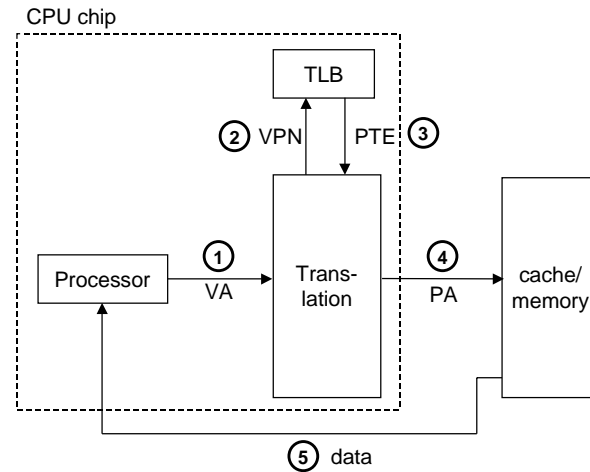 CPU chip
TLB
2 VPN PTE 3
1
Processor
VA
Trans-
lation
4
PA
cache/
memory
5 data